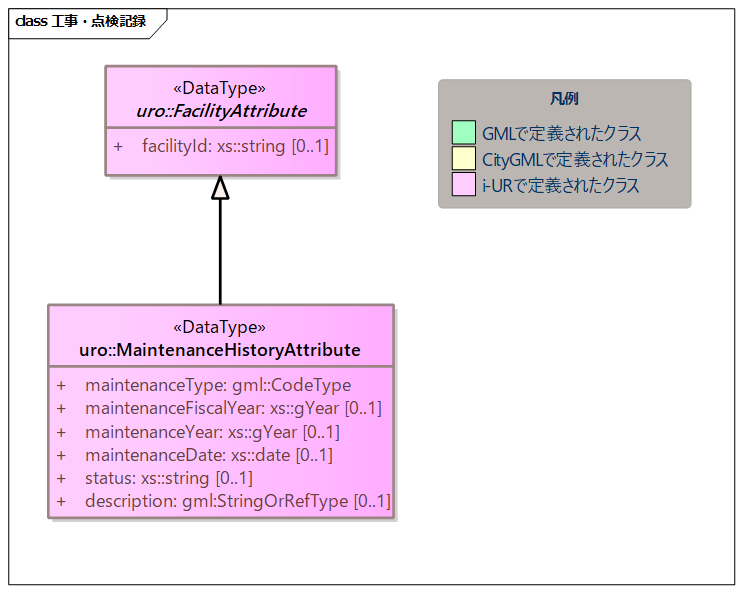 class 工事・点検記録
«DataType»
uro::FacilityAttribute
+ facilityId: xs::string [0..1]
凡例
GMLで定義されたクラス
CityGMLで定義されたクラス
i-URで定義されたクラス
«DataType»
uro::MaintenanceHistoryAttribute
+ maintenanceType: gml::CodeType
+ maintenanceFiscalYear: xs::gYear [0..1]
+ maintenanceYear: xs::gYear [0..1]
+ maintenanceDate: xs::date [0..1]
+ status: xs::string [0..1]
+ description: gml:StringOrRefType [0..1]